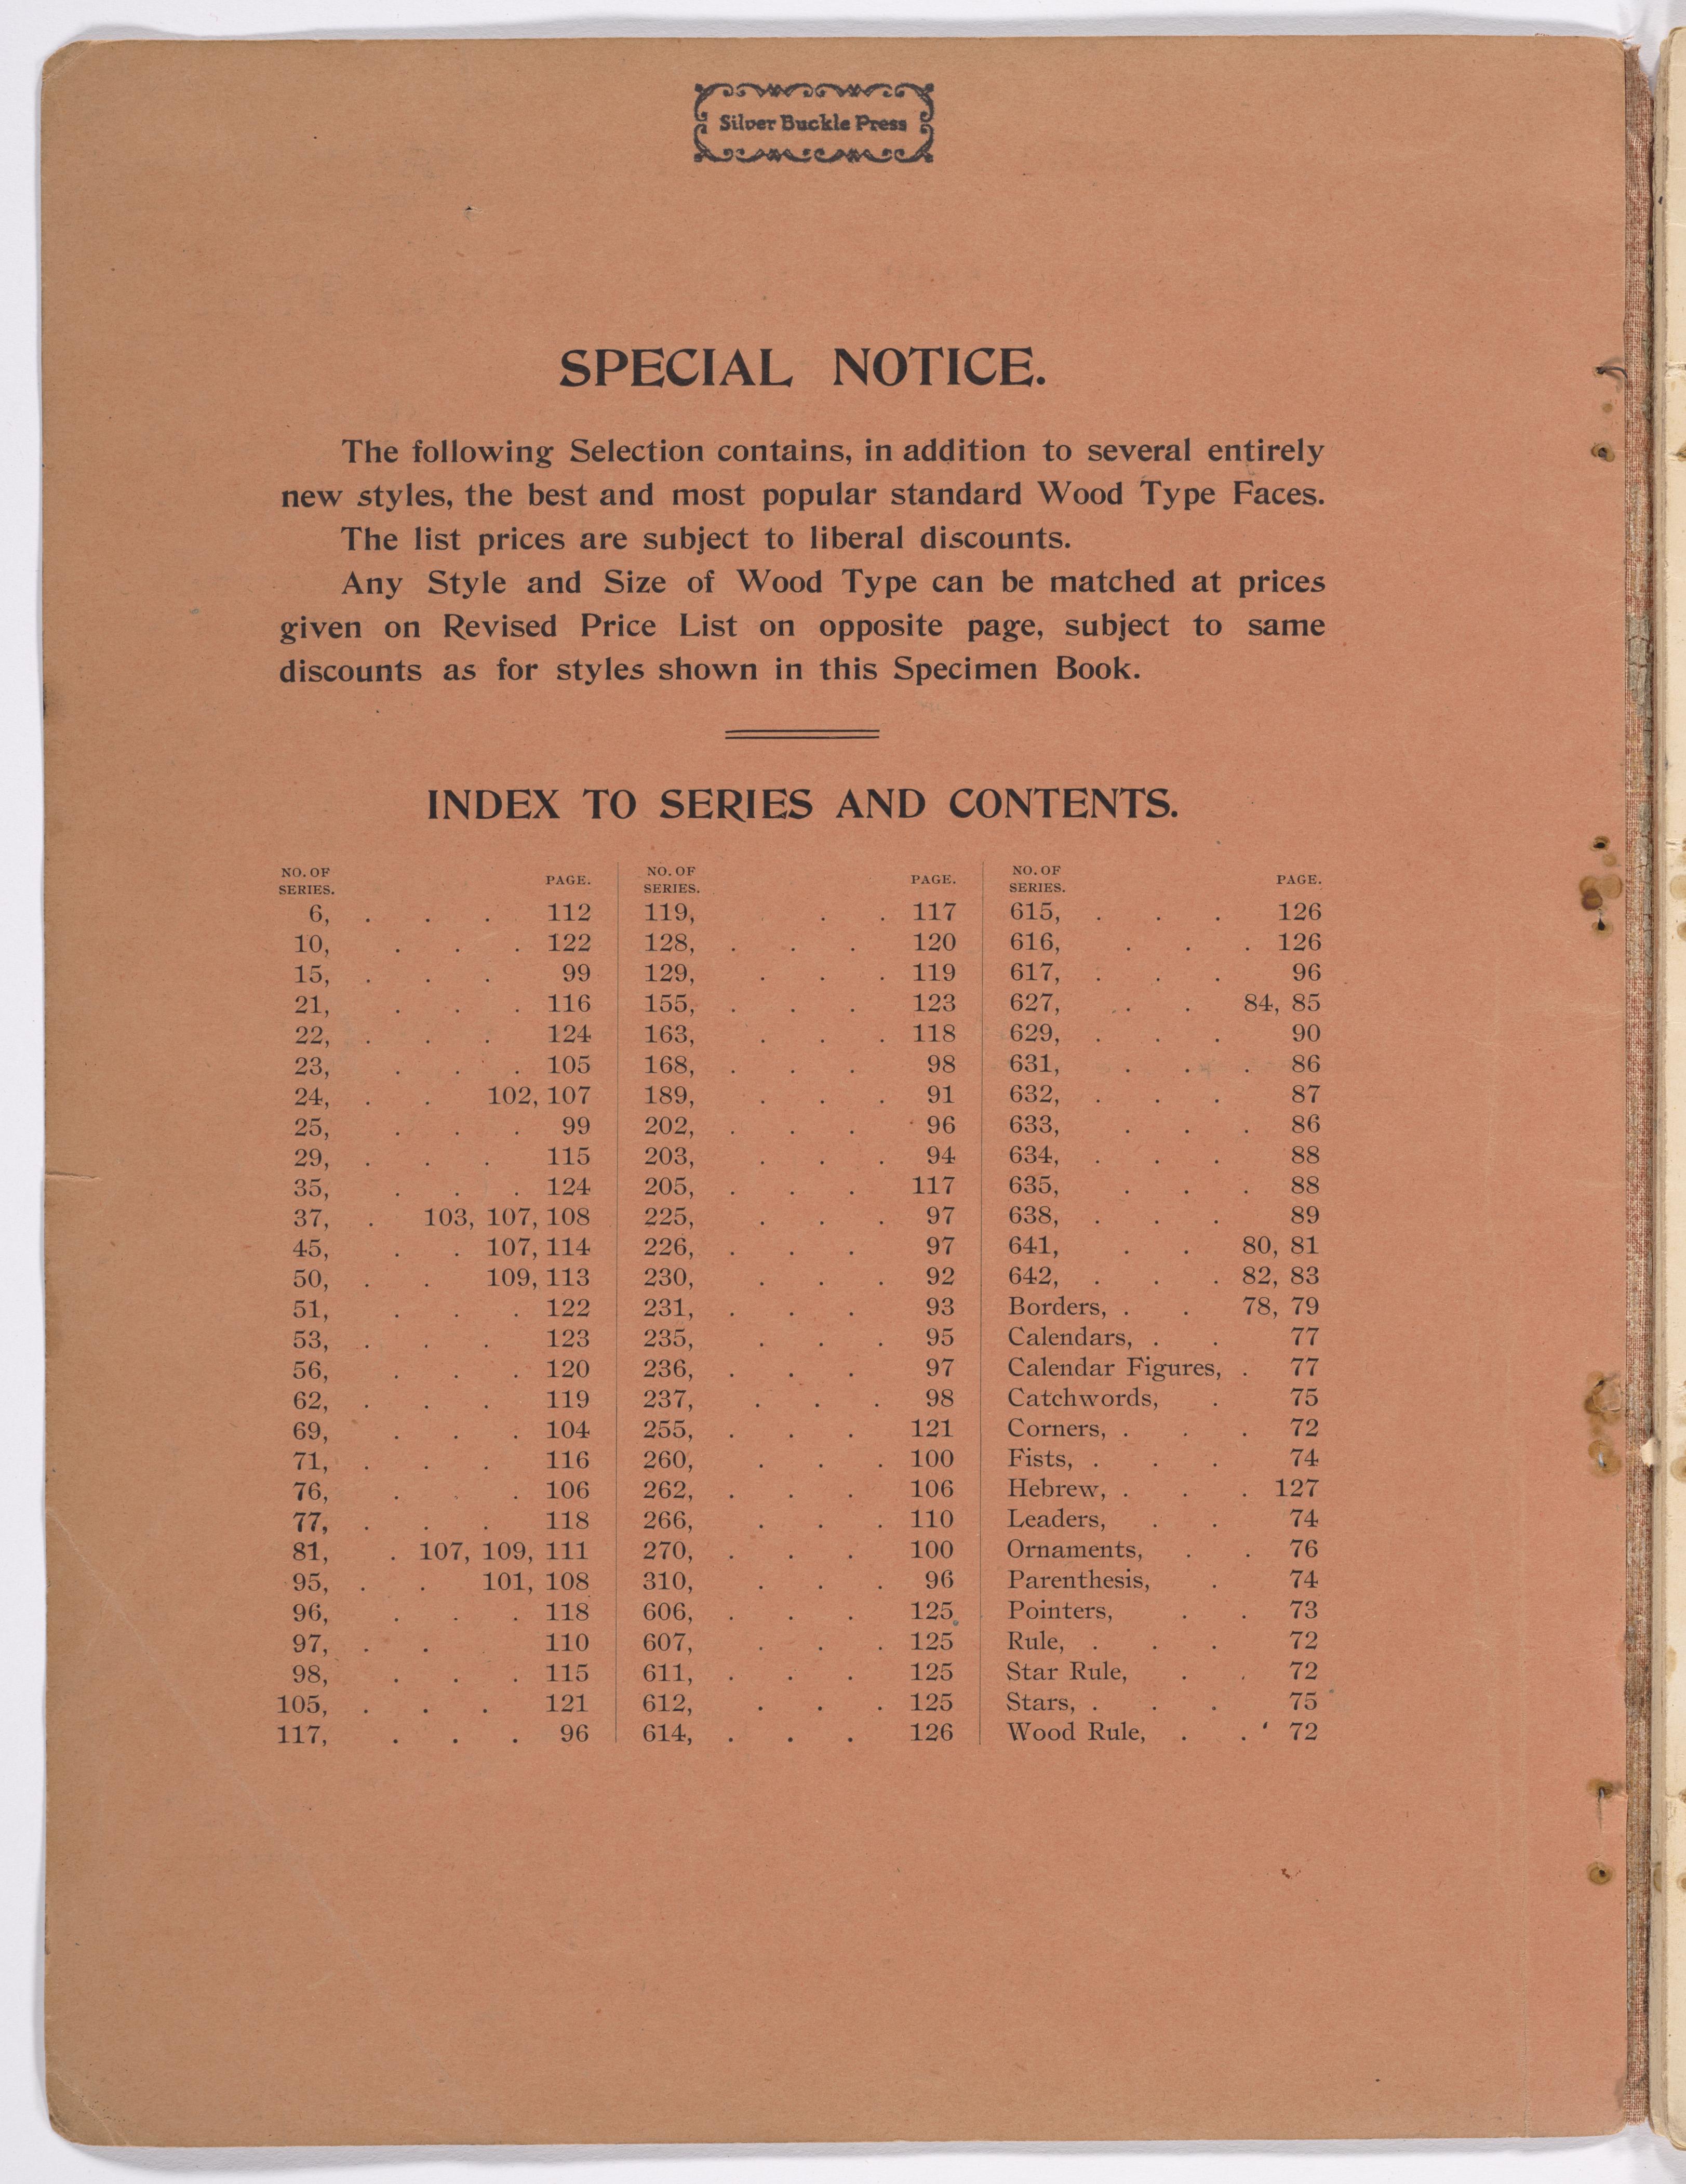 Silver Buckle Press
SPECIAL NOTICE.
The following Selection contains, in addition to several entirely
new styles, the best and most popular standard Wood Type Faces.
The list prices are subject to liberal discounts.
Any Style and Size of Wood Type can be matched at prices
given on Revised Price List on opposite page, subject to same
discounts as for styles shown in this Specimen Book.
INDEX TO SERIES AND CONTENTS.
NO. OF
SERIES. PAGE.
6, . . . 112
10, . . . 122
15, . . . 99
21, . . . 116
22, . . . 124
23, . . . 105
24, . . 102, 107
25, . . . 99
29, . . . 115
35, . . . 124
37, . 103, 107, 108
45, . . 107, 114
50, . . 109, 113
51, . . . 122
53, . . . 123
56, . . . 120
62, . . . 119
69, . . . 104
71, . . . 116
76, . . . 106
77, . . . 118
81, . 107, 109, 111
95, . . 101, 108
96, . . . 118
97, . . 110
98, . . . 115
105, . . . 121
117, . . . 96
NO. OF
SERIES. PAGE.
119, . . 117
128, . . . 120
129, . . . 119
155, . . . 123
163, . . . 118
168, . . . 98
189, . . . 91
202, . . . 96
203, . . . 94
205, . . . 117
225, . . . 97
226, . . . 97
230, . . . 92
231, . . . 93
235, . . . 95
236, . . . 97
237, . . . 98
255, . . . 121
260, . . . 100
262, . . . 106
266, . . . 110
270, . . . 100
310, . . . 96
606, . . . 125
607, . . . 125
611, . . . 125
612, . . . 125
614, . . . 126
NO. OF
SERIES. PAGE.
615, . . . 126
616, . . . 126
617, . . . 96
627, . . 84, 85
629, . . . 90
631, . . . 86
632, . . . 87
633, . . . 86
634, . . . 88
635, . . . 88
638, . . . 89
641, . . 80, 81
642, . . . 82, 83
Borders, . . 78, 79
Calendars, . . 77
Calendar Figures, . 77
Catchwords, . 75
Corners, . . . 72
Fists, . . . 74
Hebrew, . . . 127
Leaders, . . 74
Ornaments, . . 76
Parenthesis, . 74
Pointers, . . 73
Rule, . . . 72
Star Rule, . . 72
Stars, . . . 75
Wood Rule, . . 72